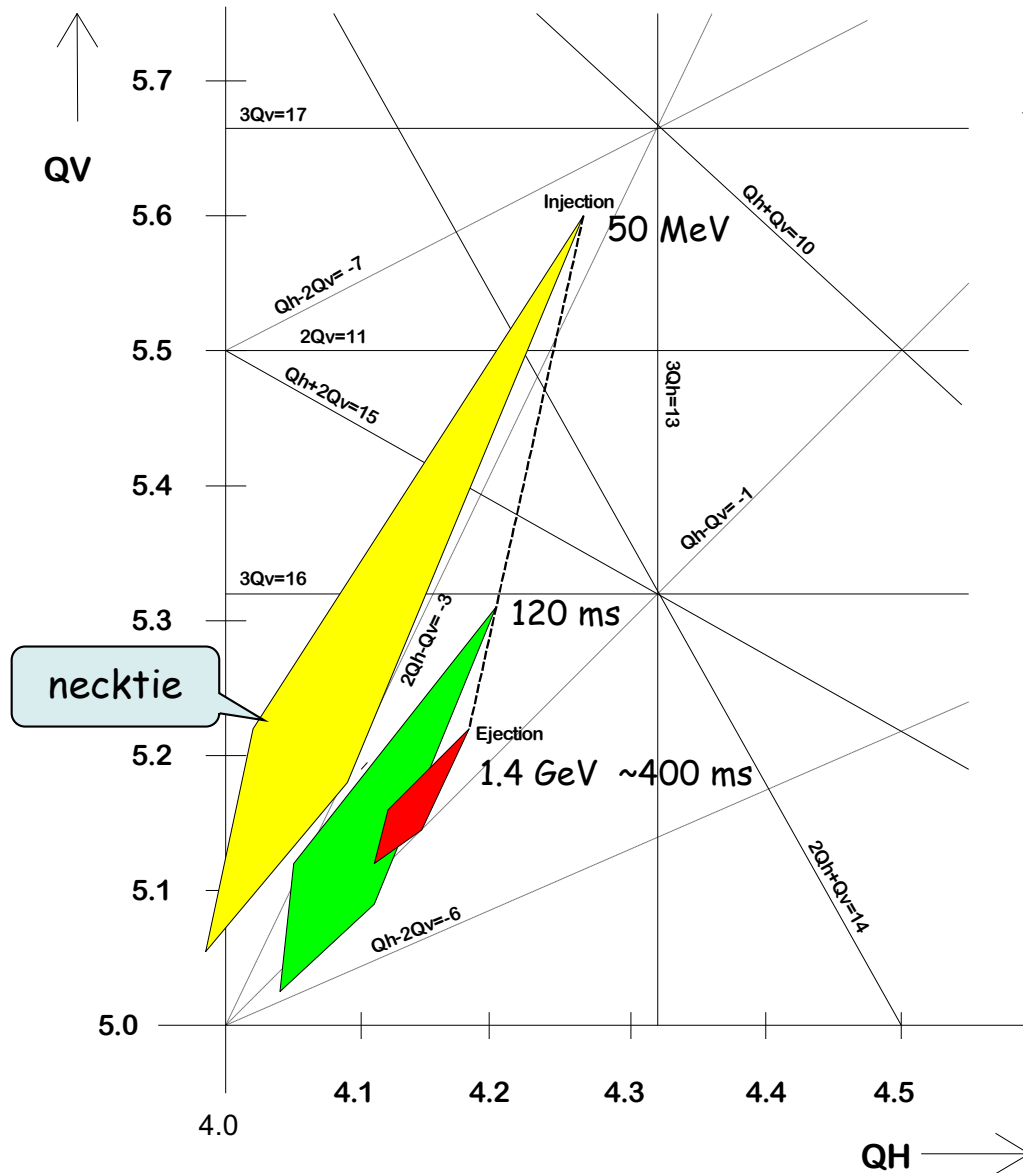 5.7
3Qv=17
QV
Injection
Qh+Qv=10
5.6
50 MeV
Qh-2Qv= -7
2Qv=11
5.5
3Qh=13
Qh+2Qv=15
5.4
Qh-Qv= -1
3Qv=16
5.3
120 ms
2Qh-Qv= -3
necktie
Ejection
5.2
1.4 GeV ~400 ms
2Qh+Qv=14
5.1
Qh-2Qv=-6
5.0
4.1
4.2
4.3
4.4
4.5
4.0
QH